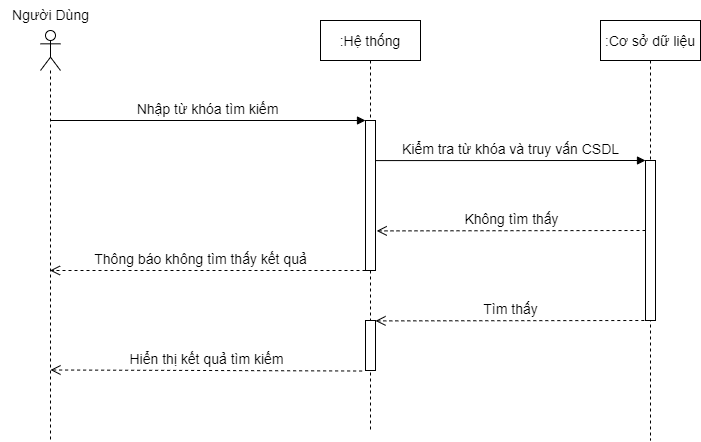 Người Dùng
:Hệ thống
:Cơ sở dữ liệu
Nhập từ khóa tìm kiếm
Kiểm tra từ khóa và truy vấn CSDL
Không tìm thấy
Thông báo không tìm thấy kết quả
Tìm thấy
Hiển thị kết quả tìm kiếm